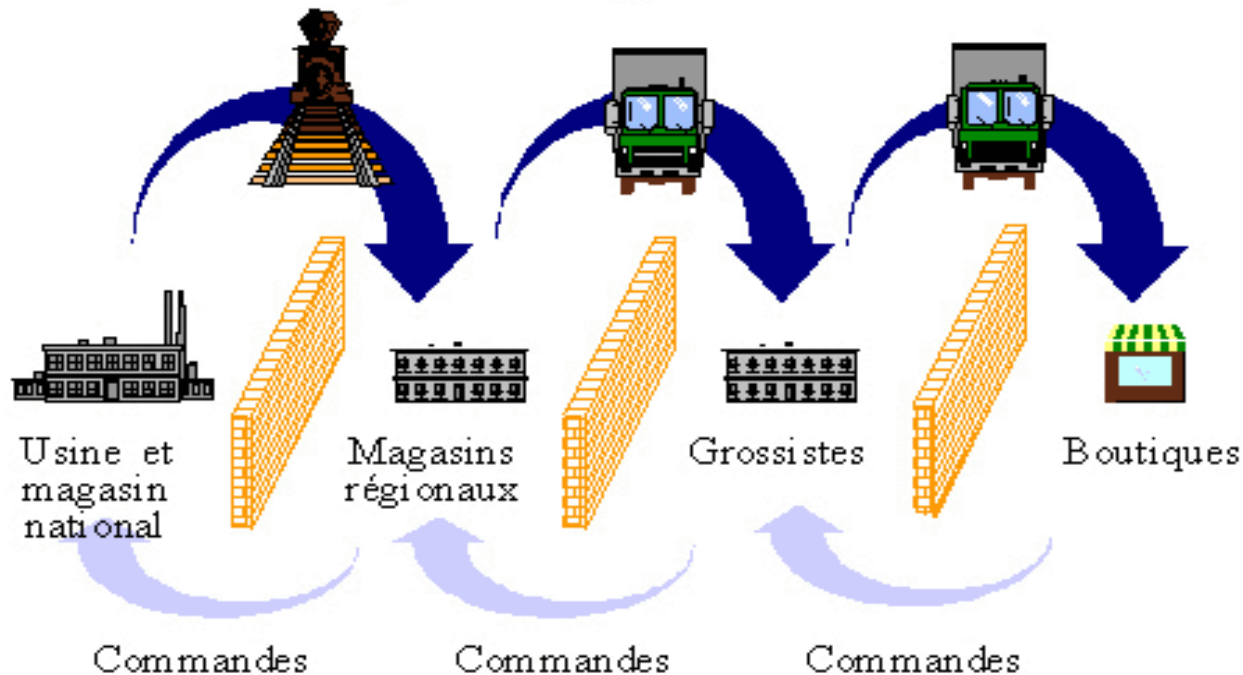 Usine et
magasin
national
Magasins
régionaux
Grossistes
Boutiques
Commandes
Commandes
Commandes